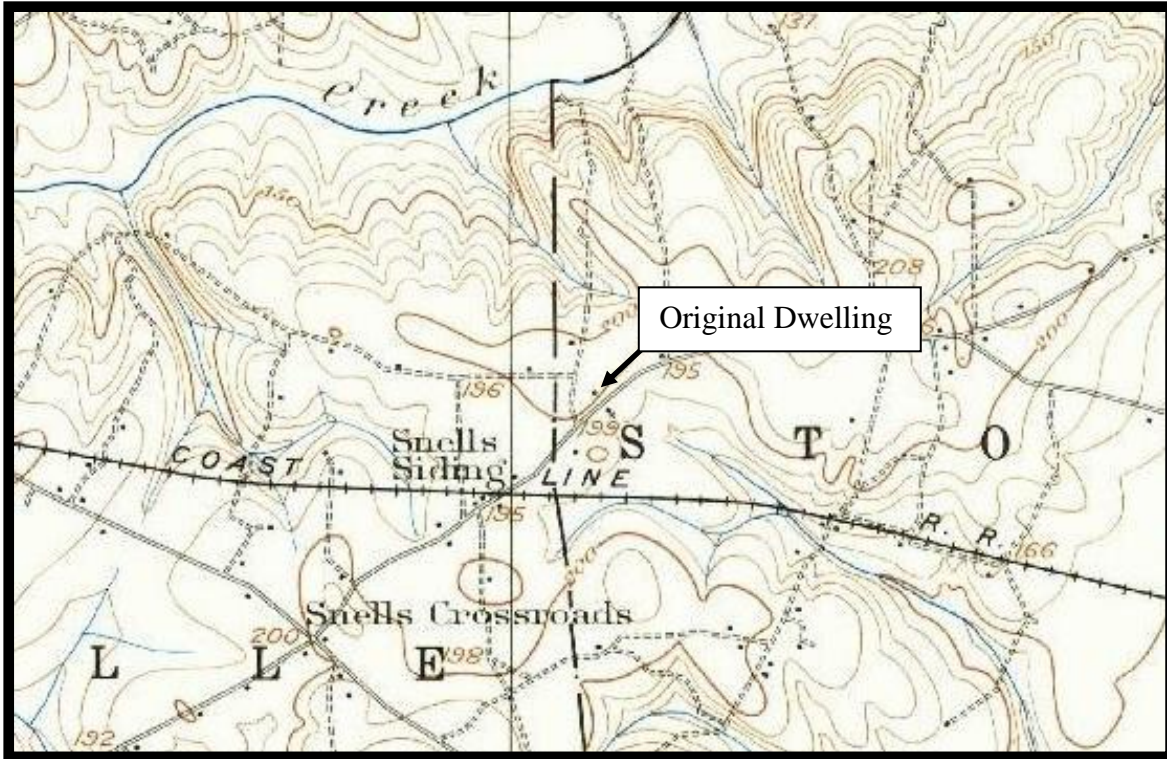 137
150
Creek
150
208
Original Dwelling
200
200
196
195
199
Snells
Siding
S T O
COAST LINE R. R.
195
166
200
Snells Crossroads
200
198
L L E
192